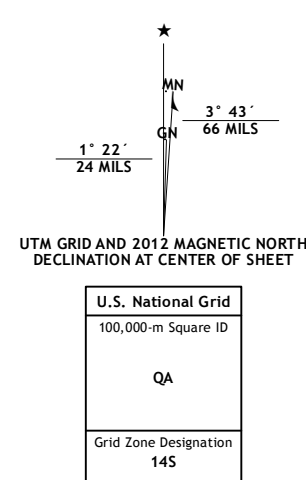 ★
MN
3° 43´
66 MILS
GN
1° 22´
24 MILS
UTM GRID AND 2012 MAGNETIC NORTH
DECLINATION AT CENTER OF SHEET
U.S. National Grid
100,000-m Square ID
QA
Grid Zone Designation
14S